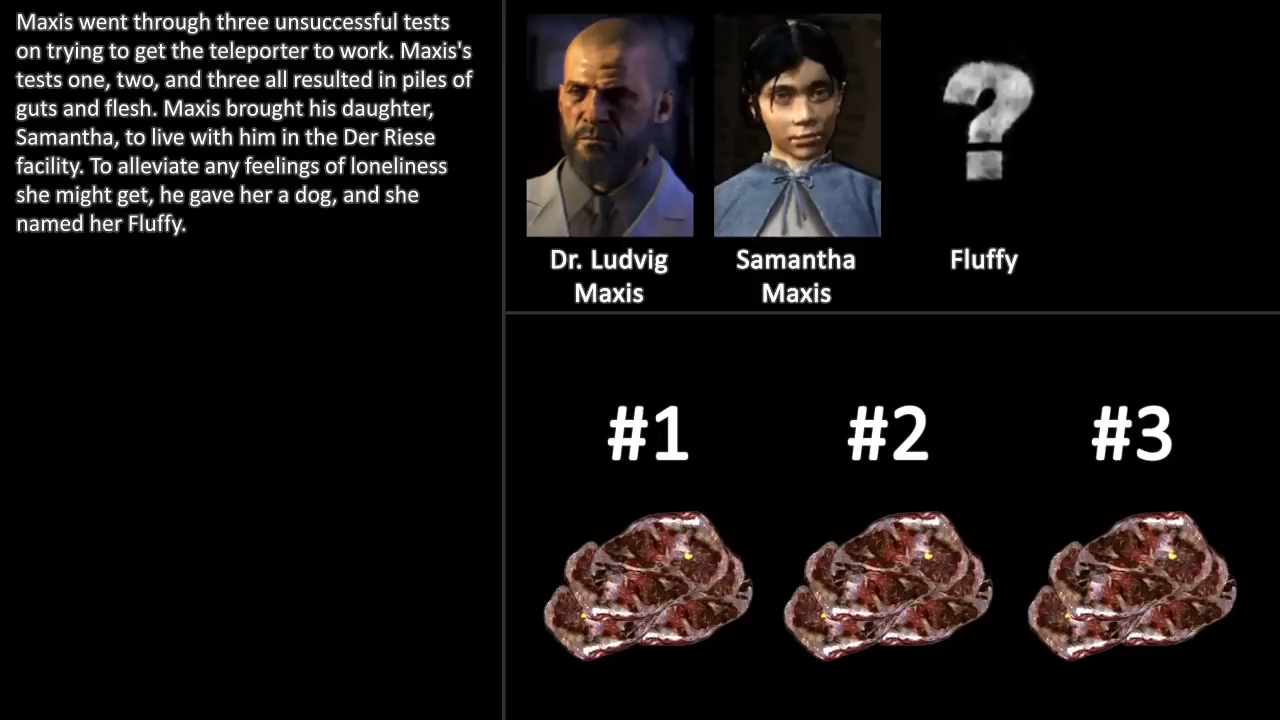 Maxis went through three unsuccessful tests
on trying to get the teleporter to work. Maxis's
tests one, two, and three all resulted in piles of
guts and flesh. Maxis brought his daughter,
Samantha, to live with him in the Der Riese
facility. To alleviate any feelings of loneliness
she might get, he gave her a dog, and she
named her Fluffy.
?
Dr. Ludvig
Maxis
Samantha
Maxis
Fluffy
#1
#2
#3